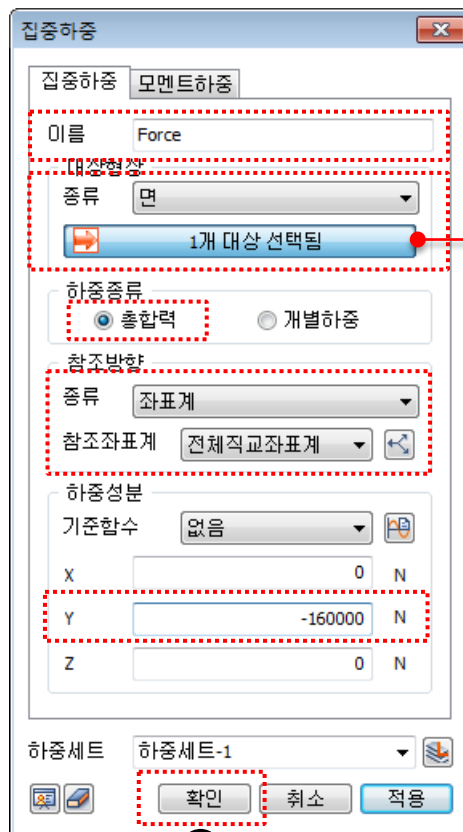 집중하중
집중하중 모멘트하중
이름 Force
대상형상
종류 면
1개 대상 선택됨
하중종류
총합력 개별하중
참조방향
종류 좌표계
참조좌표계 전체직교좌표계
하중성분
기준함수 없음
X 0 N
Y -160000 N
Z 0 N
하중세트 하중세트-1
확인 취소 적용